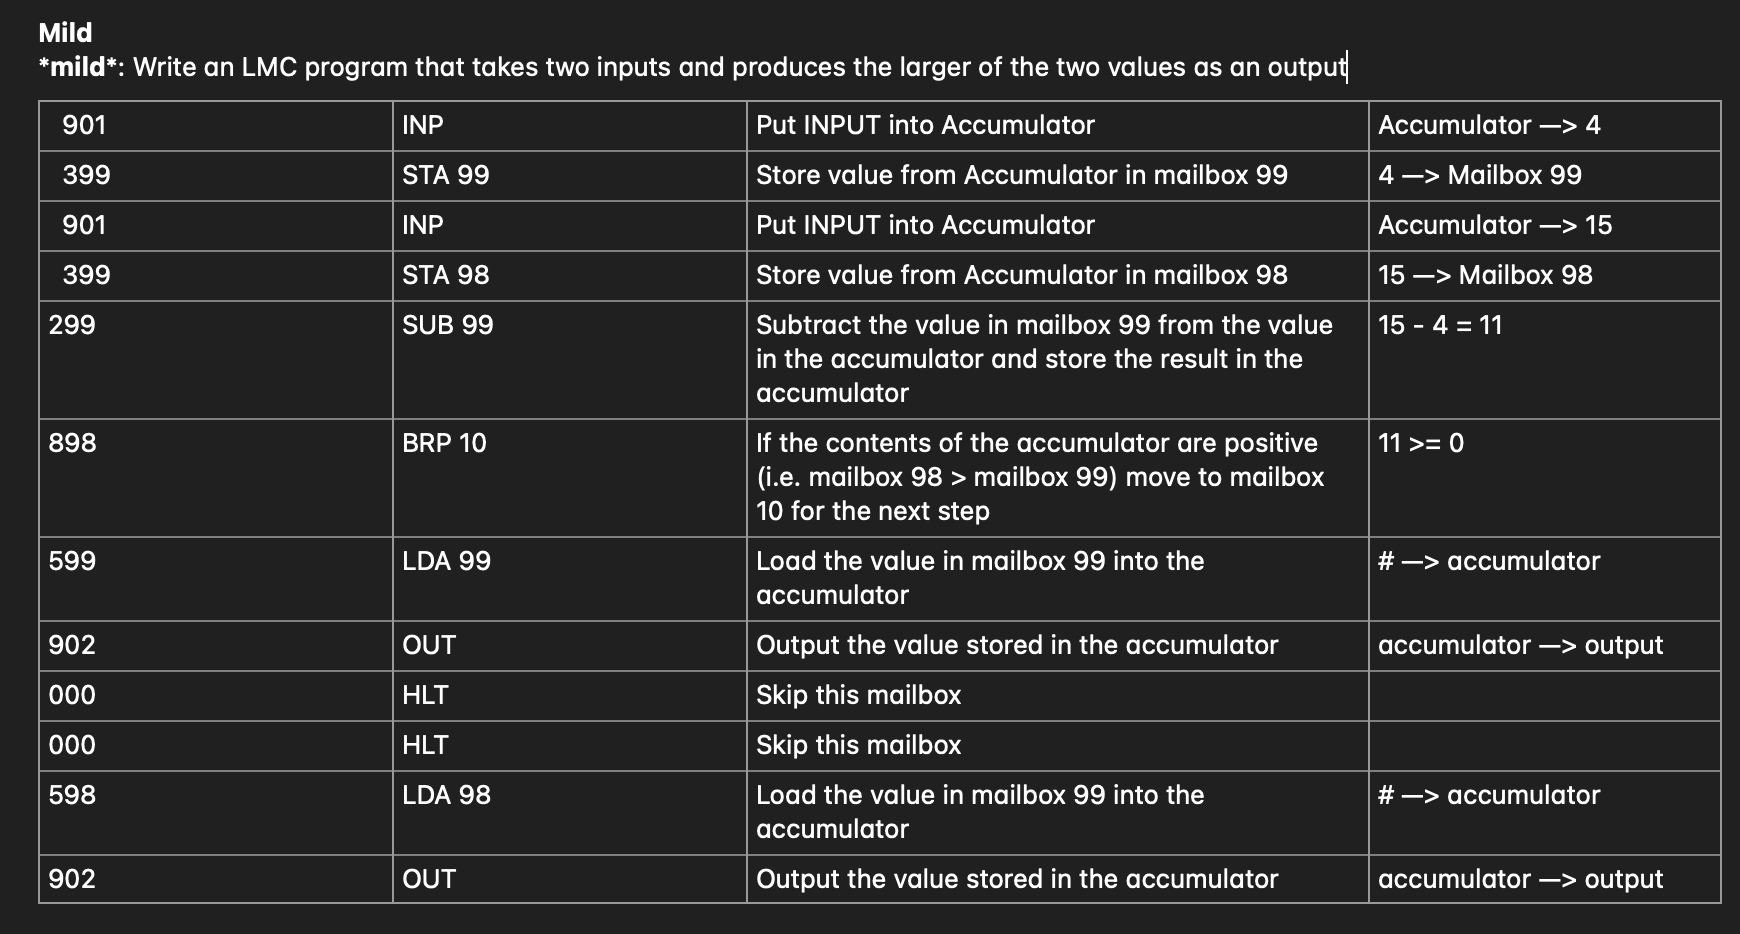 Mild
*mild*: Write an LMC program that takes two inputs and produces the larger of the two values as an output
901 INP Put INPUT into Accumulator Accumulator —> 4
399 STA 99 Store value from Accumulator in mailbox 99 4 —> Mailbox 99
901 INP Put INPUT into Accumulator Accumulator —> 15
399 STA 98 Store value from Accumulator in mailbox 98 15 —> Mailbox 98
299 SUB 99 Subtract the value in mailbox 99 from the value 15 - 4 = 11
in the accumulator and store the result in the
accumulator
898 BRP 10 If the contents of the accumulator are positive 11 >= 0
(i.e. mailbox 98 > mailbox 99) move to mailbox
10 for the next step
599 LDA 99 Load the value in mailbox 99 into the # —> accumulator
accumulator
902 OUT Output the value stored in the accumulator accumulator —> output
000 HLT Skip this mailbox
000 HLT Skip this mailbox
598 LDA 98 Load the value in mailbox 99 into the # —> accumulator
accumulator
902 OUT Output the value stored in the accumulator accumulator —> output